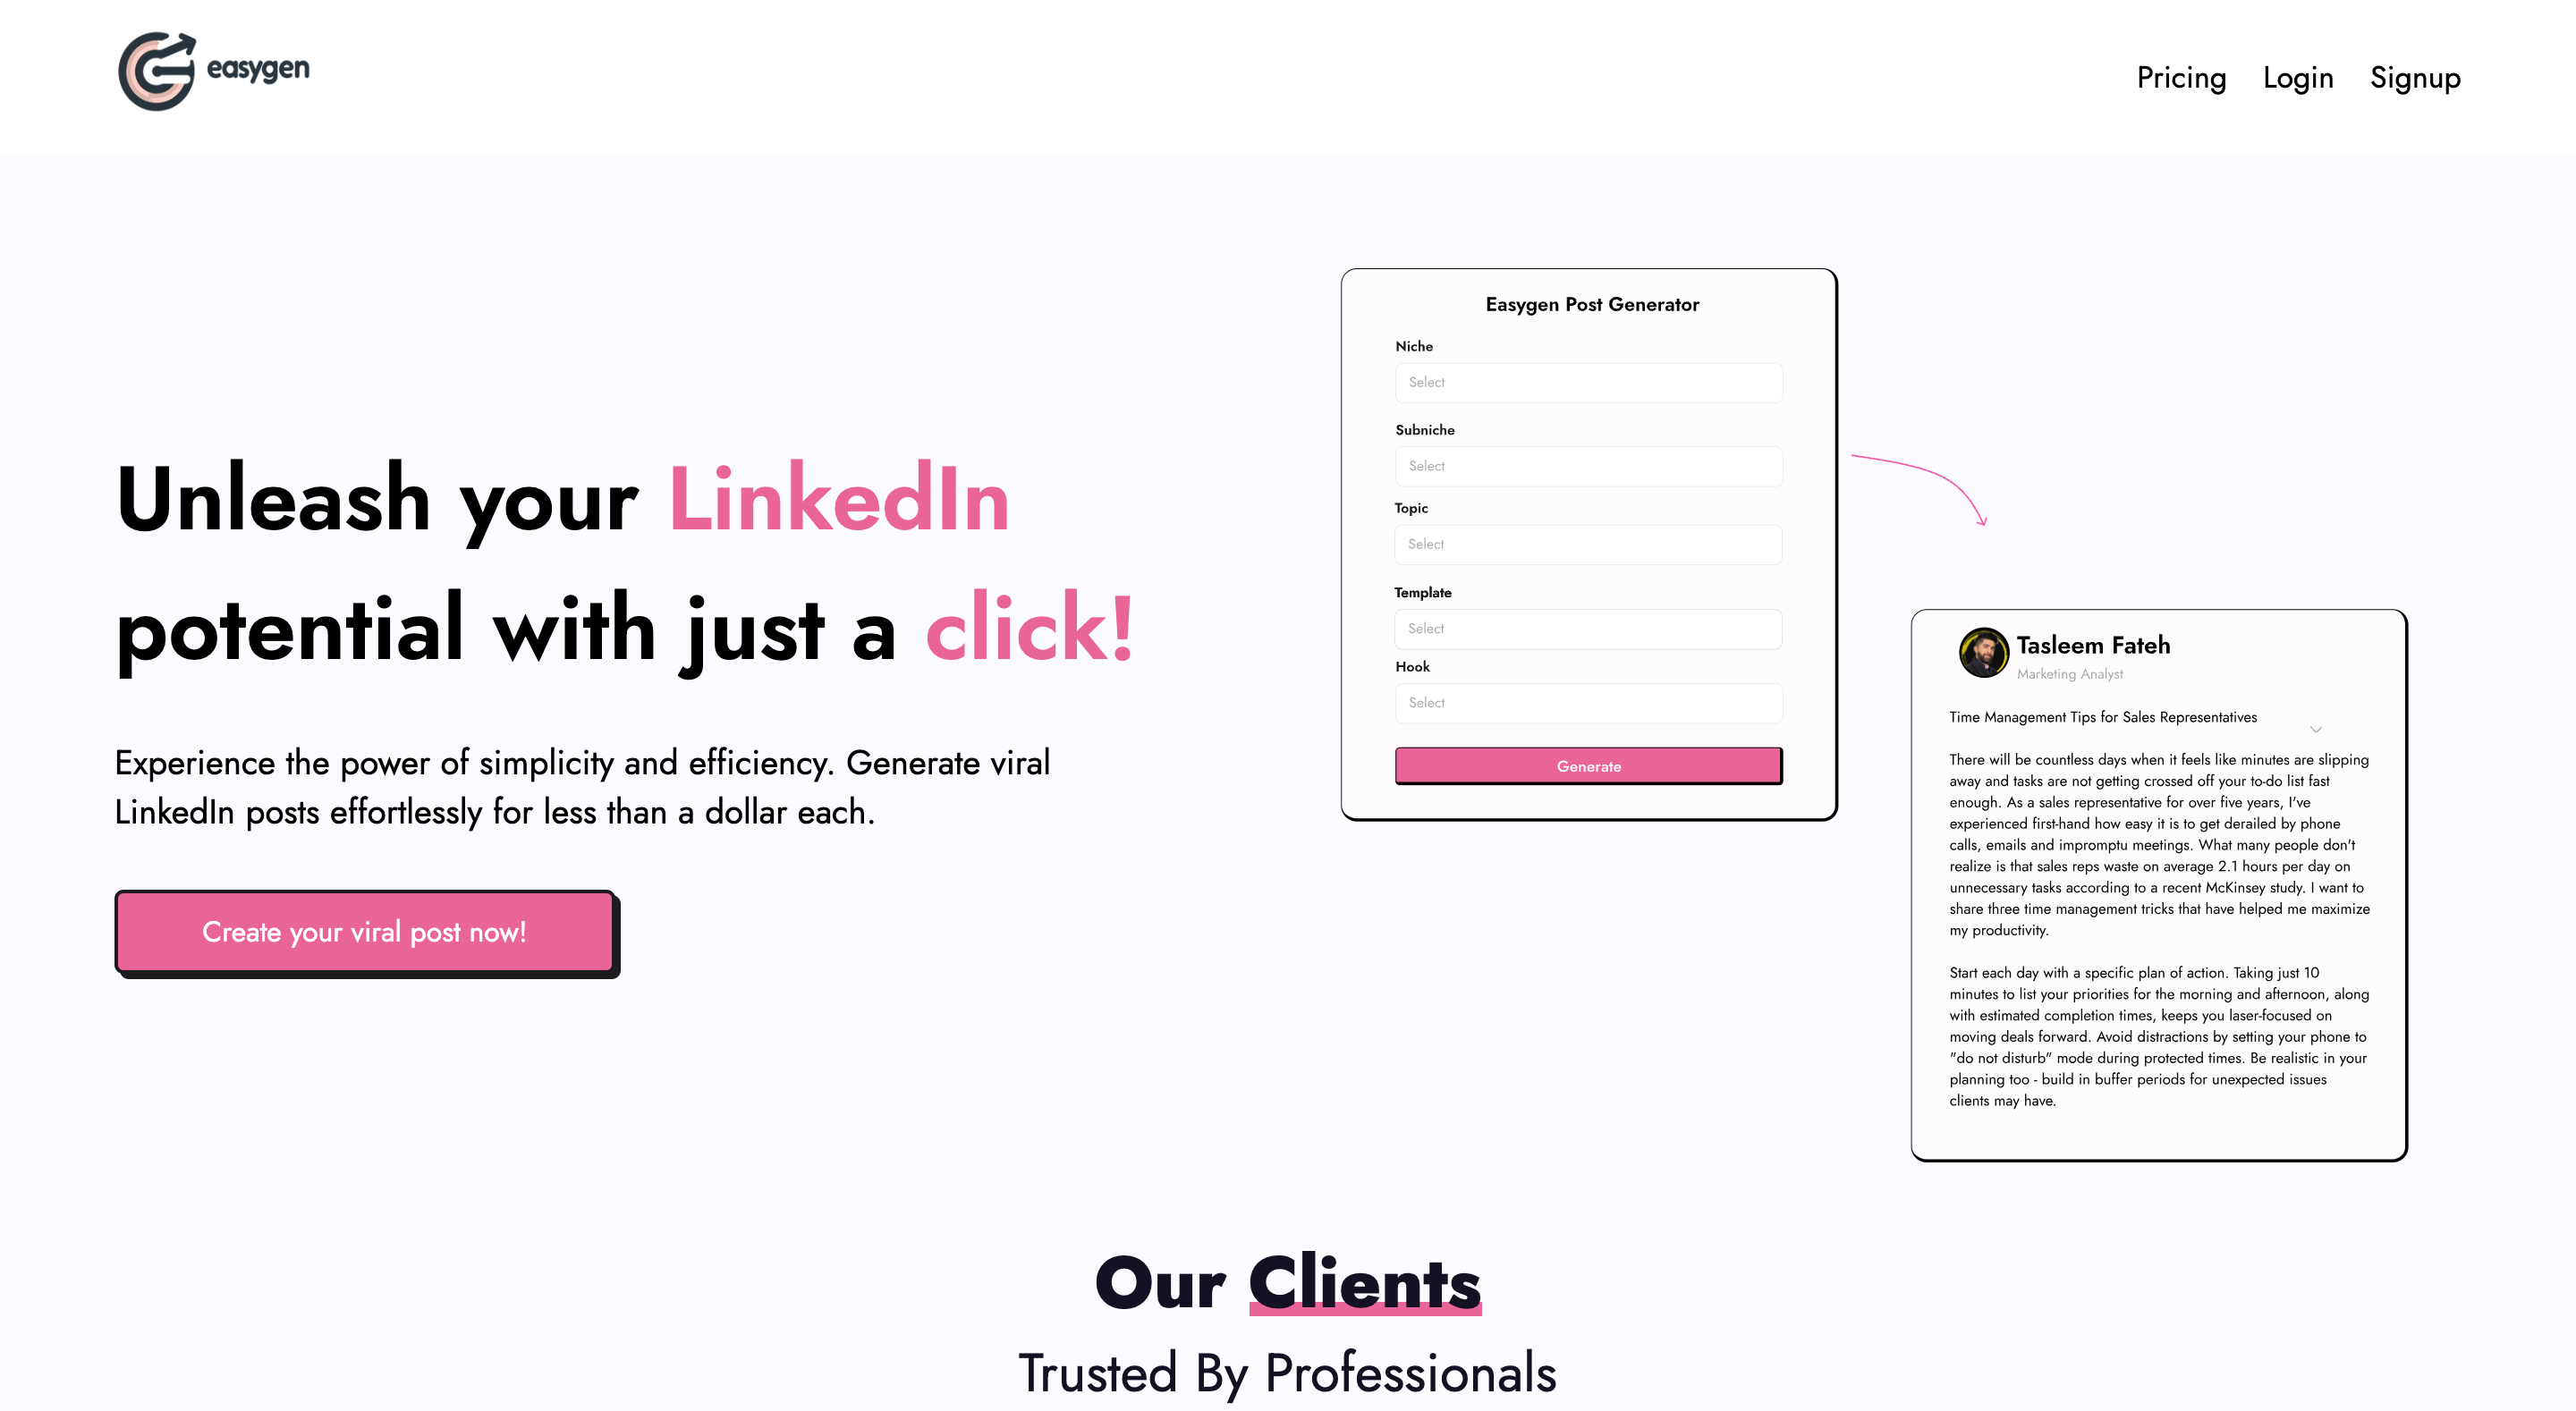 easygen
Pricing
Login
Signup
Unleash your LinkedIn
potential with just a click!
Experience the power of simplicity and efficiency. Generate viral
LinkedIn posts effortlessly for less than a dollar each.
Create your viral post now!
Easygen Post Generator
Niche
Select
Subniche
Select
Topic
Select
Template
Select
Hook
Select
Generate
Tasleem Fateh
Marketing Analyst
Time Management Tips for Sales Representatives
There will be countless days when it feels like minutes are slipping
away and tasks are not getting crossed off your to-do list fast
enough. As a sales representative for over five years, I've
experienced first-hand how easy it is to get derailed by phone
calls, emails and impromptu meetings. What many people don't
realize is that sales reps waste on average 2.1 hours per day on
unnecessary tasks according to a recent McKinsey study. I want to
share three time management tricks that have helped me maximize
my productivity.
Start each day with a specific plan of action. Taking just 10
minutes to list your priorities for the morning and afternoon, along
with estimated completion times, keeps you laser-focused on
moving deals forward. Avoid distractions by setting your phone to
"do not disturb" mode during protected times. Be realistic in your
planning too - build in buffer periods for unexpected issues
clients may have.
Our Clients
Trusted By Professionals